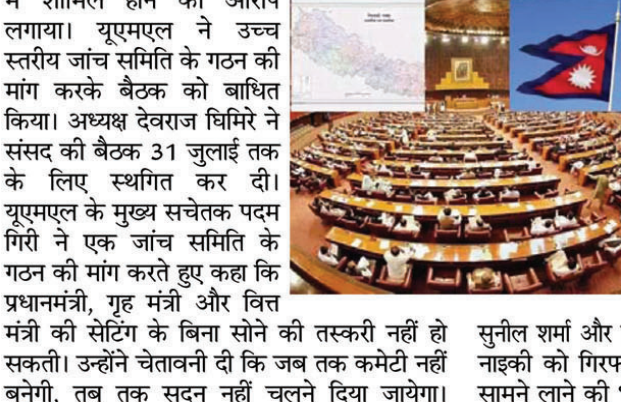 में शामिल होने का आरोप
लगाया। यूएमएल ने उच्च
स्तरीय जांच समिति के गठन की
मांग करके बैठक को बाधित
किया। अध्यक्ष देवराज घिमिरे ने
संसद की बैठक 31 जुलाई तक
के लिए स्थगित कर दी।
यूएमएल के मुख्य सचेतक पदम
गिरी ने एक जांच समिति के
गठन की मांग करते हुए कहा कि
प्रधानमंत्री, गृह मंत्री और वित्त
मंत्री की सेटिंग के बिना सोने की तस्करी नहीं हो
सकती। उन्होंने चेतावनी दी कि जब तक कमेटी नहीं
बनेगी, तब तक सदन नहीं चलने दिया जायेगा।
सुनील शर्मा और
नाइकी को गिरफ
सामने लाने की